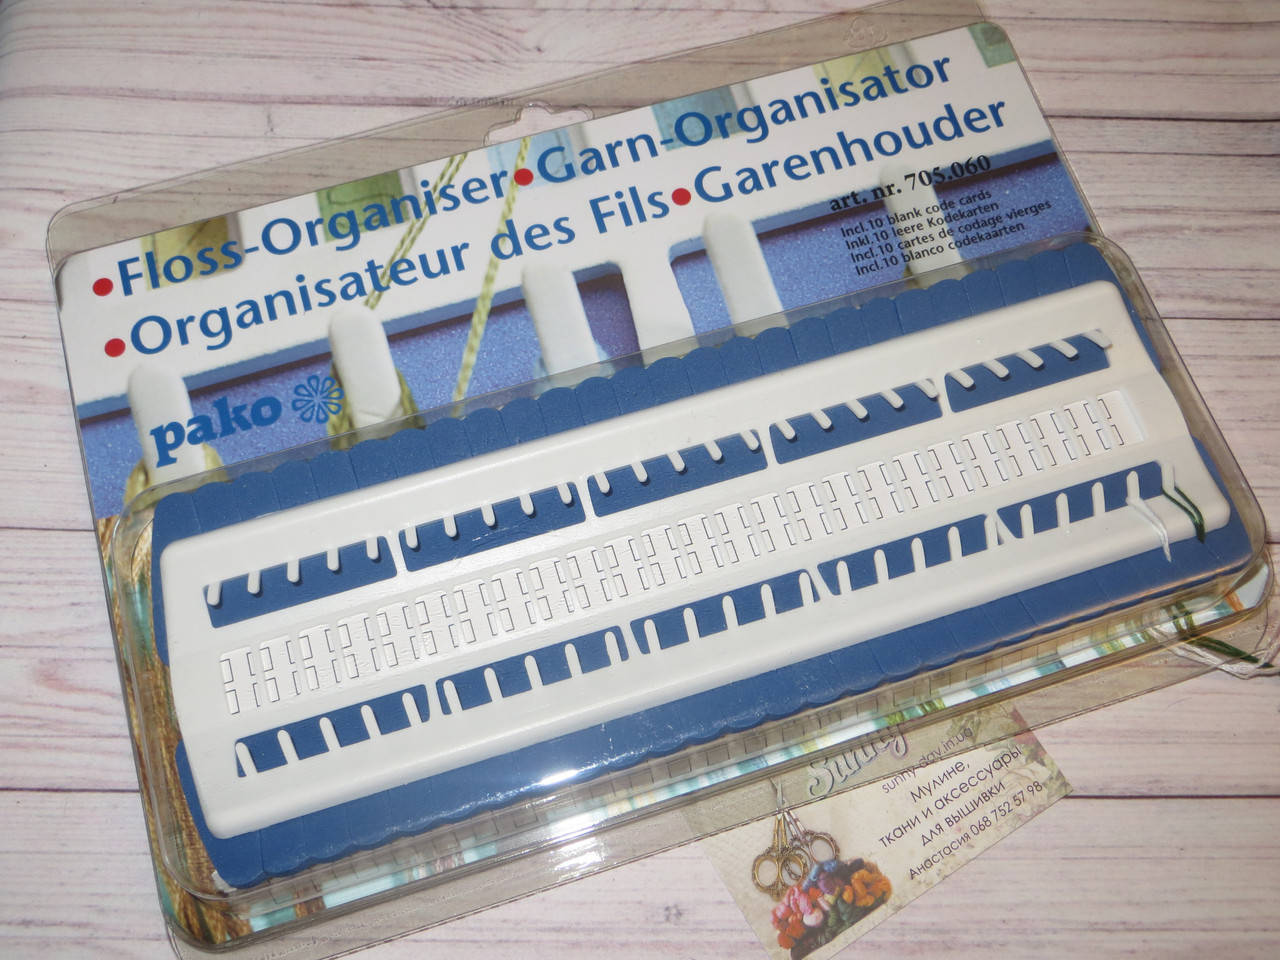 •Floss-Organiser•Garn-Organisator
•Organisateur des Fils•Garenhouder
art. nr. 705.060
Incl.10 blank code cards
Inkl.10 leere Kodekarten
Incl.10 cartes de codage vierges
Incl.10 blanco codekaarten
pako
Sunny
sunny-day.in.ua
Мулине,
ткани и аксессуары
для вышивки
Анастасия 068 752 57 98